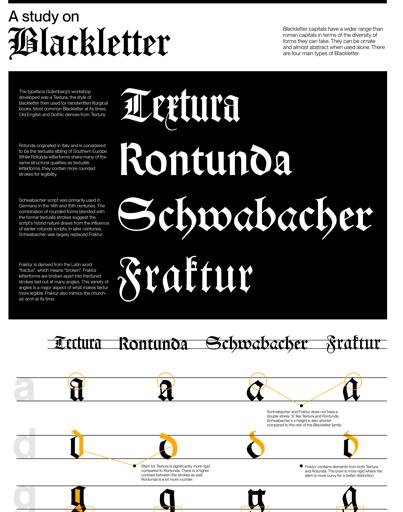 A study on
Blackletter
Blackletter capitals have a wider range than
roman capitals in terms of the diversity of
forms they can take. They can be ornate
and almost abstract when used alone. There
are four main types of Blackletter.
The typeface Gutenberg's workshop
developed was a Textura, the style of
blackletter then used for handwritten liturgical
books. Most common Blackletter at its times.
Old English and Gothic derives from Textura.
Textura
Rotunda originated in Italy and is considered
to be the textualis sibling of Southern Europe.
While Rotunda letterforms share many of the
same structural qualities as textualis
letterforms, they contain more rounded
strokes for legibility.
Rontunda
Schwabacher script was primarily used in
Germany in the 14th and 15th centuries. The
combination of rounded forms blended with
the formal textualis strokes suggest the
script's hybrid nature draws from the influence
of earlier rotunda scripts. In later centuries,
Schwabacher was largely replaced Fraktur.
Schwabacher
Fraktur is derived from the Latin word
"fractus", which means "broken". Fraktur
letterforms are broken apart into fractured
strokes laid out at many angles. This variety of
angles is a major aspect of what makes fraktur
more legible. Fraktur also mimics the church-
ed arch at its time.
Fraktur
Textura Rontunda Schwabacher Fraktur
a a a a a
Schwabacher and Fraktur does not have a
double storey 'a' like Textura and Rontunda.
Schwabacher's x-height is also shorter
compared to the rest of the Blackletter family.
d d d d d
Stem for Textura is significantly more rigid
compared to Rontunda. There is a higher
contrast between the strokes as well.
Rontunda is a lot more rounder.
Fraktur contains elements from both Textura
and Rotunda. The bowl is more rigid where the
stem is more curvy for a better distinction.
g g g g g